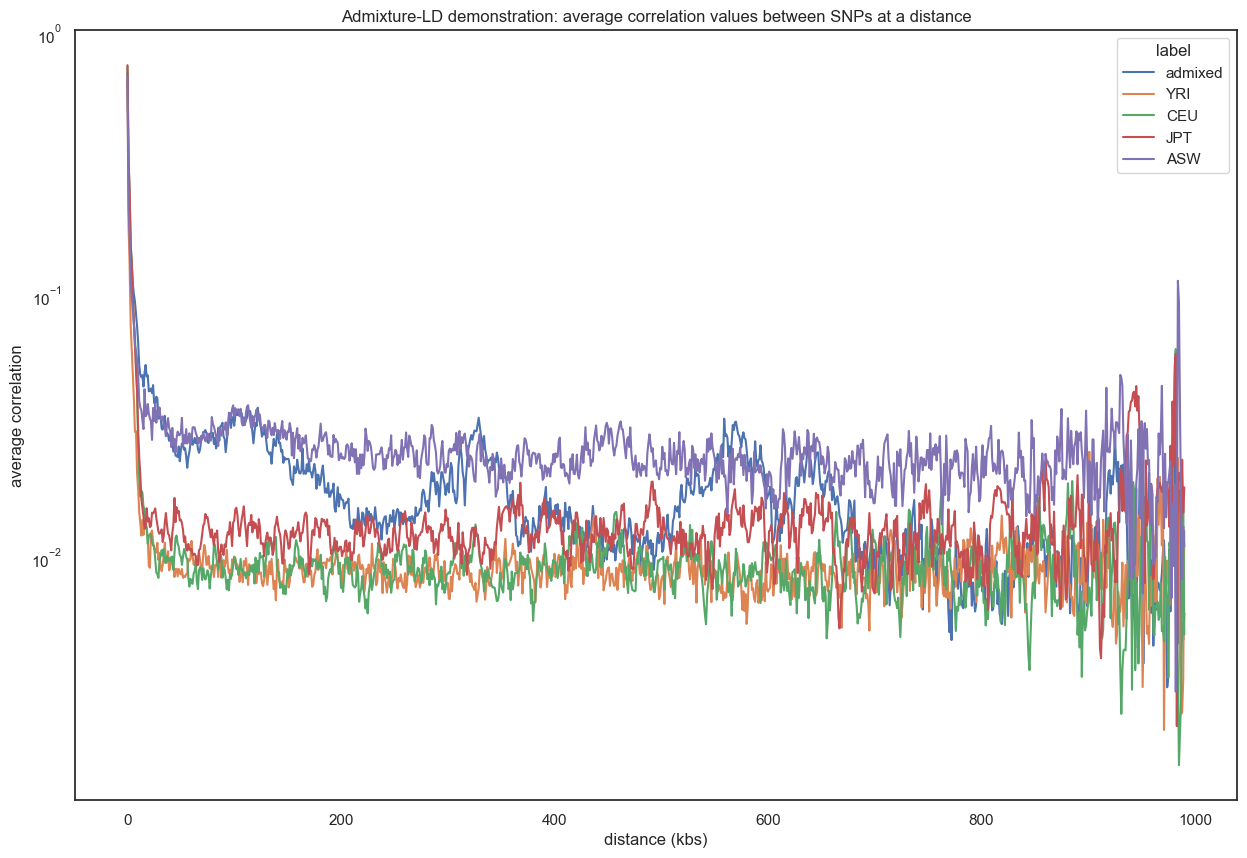 Admixture-LD demonstration: average correlation values between SNPs at a distance
10⁰
10⁻¹
10⁻²
average correlation
label
admixed
YRI
CEU
JPT
ASW
0 200 400 600 800 1000
distance (kbs)